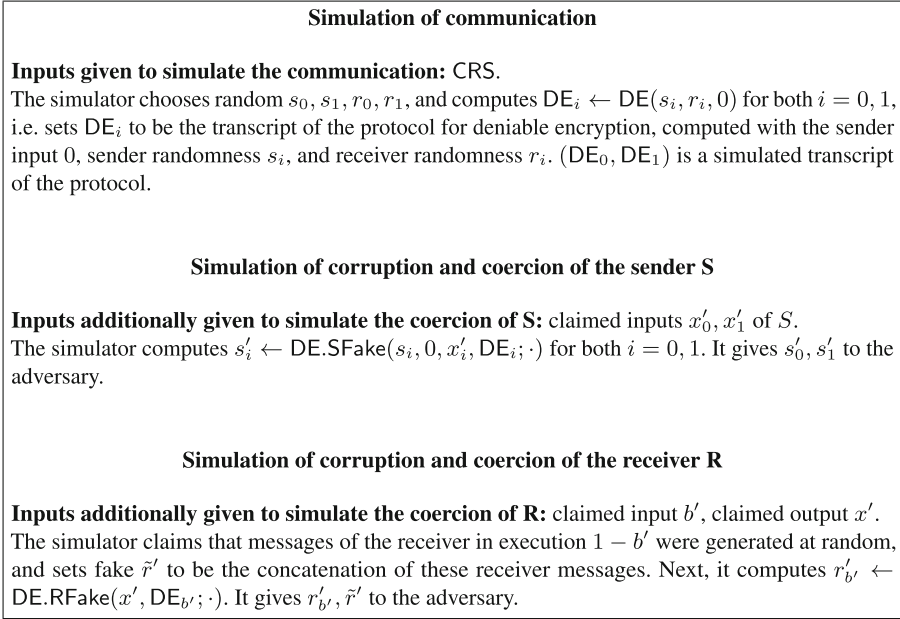 Simulation of communication
Inputs given to simulate the communication: CRS.
The simulator chooses random s₀, s₁, r₀, r₁, and computes DEᵢ ← DE(sᵢ, rᵢ, 0) for both i = 0, 1,
i.e. sets DEᵢ to be the transcript of the protocol for deniable encryption, computed with the sender
input 0, sender randomness sᵢ, and receiver randomness rᵢ. (DE₀, DE₁) is a simulated transcript
of the protocol.
Simulation of corruption and coercion of the sender S
Inputs additionally given to simulate the coercion of S: claimed inputs x′₀, x′₁ of S.
The simulator computes s′ᵢ ← DE.SFake(sᵢ, 0, x′ᵢ, DEᵢ; ·) for both i = 0, 1. It gives s′₀, s′₁ to the
adversary.
Simulation of corruption and coercion of the receiver R
Inputs additionally given to simulate the coercion of R: claimed input b′, claimed output x′.
The simulator claims that messages of the receiver in execution 1 − b′ were generated at random,
and sets fake r̃′ to be the concatenation of these receiver messages. Next, it computes r′_{b′} ←
DE.RFake(x′, DE_{b′}; ·). It gives r′_{b′}, r̃′ to the adversary.